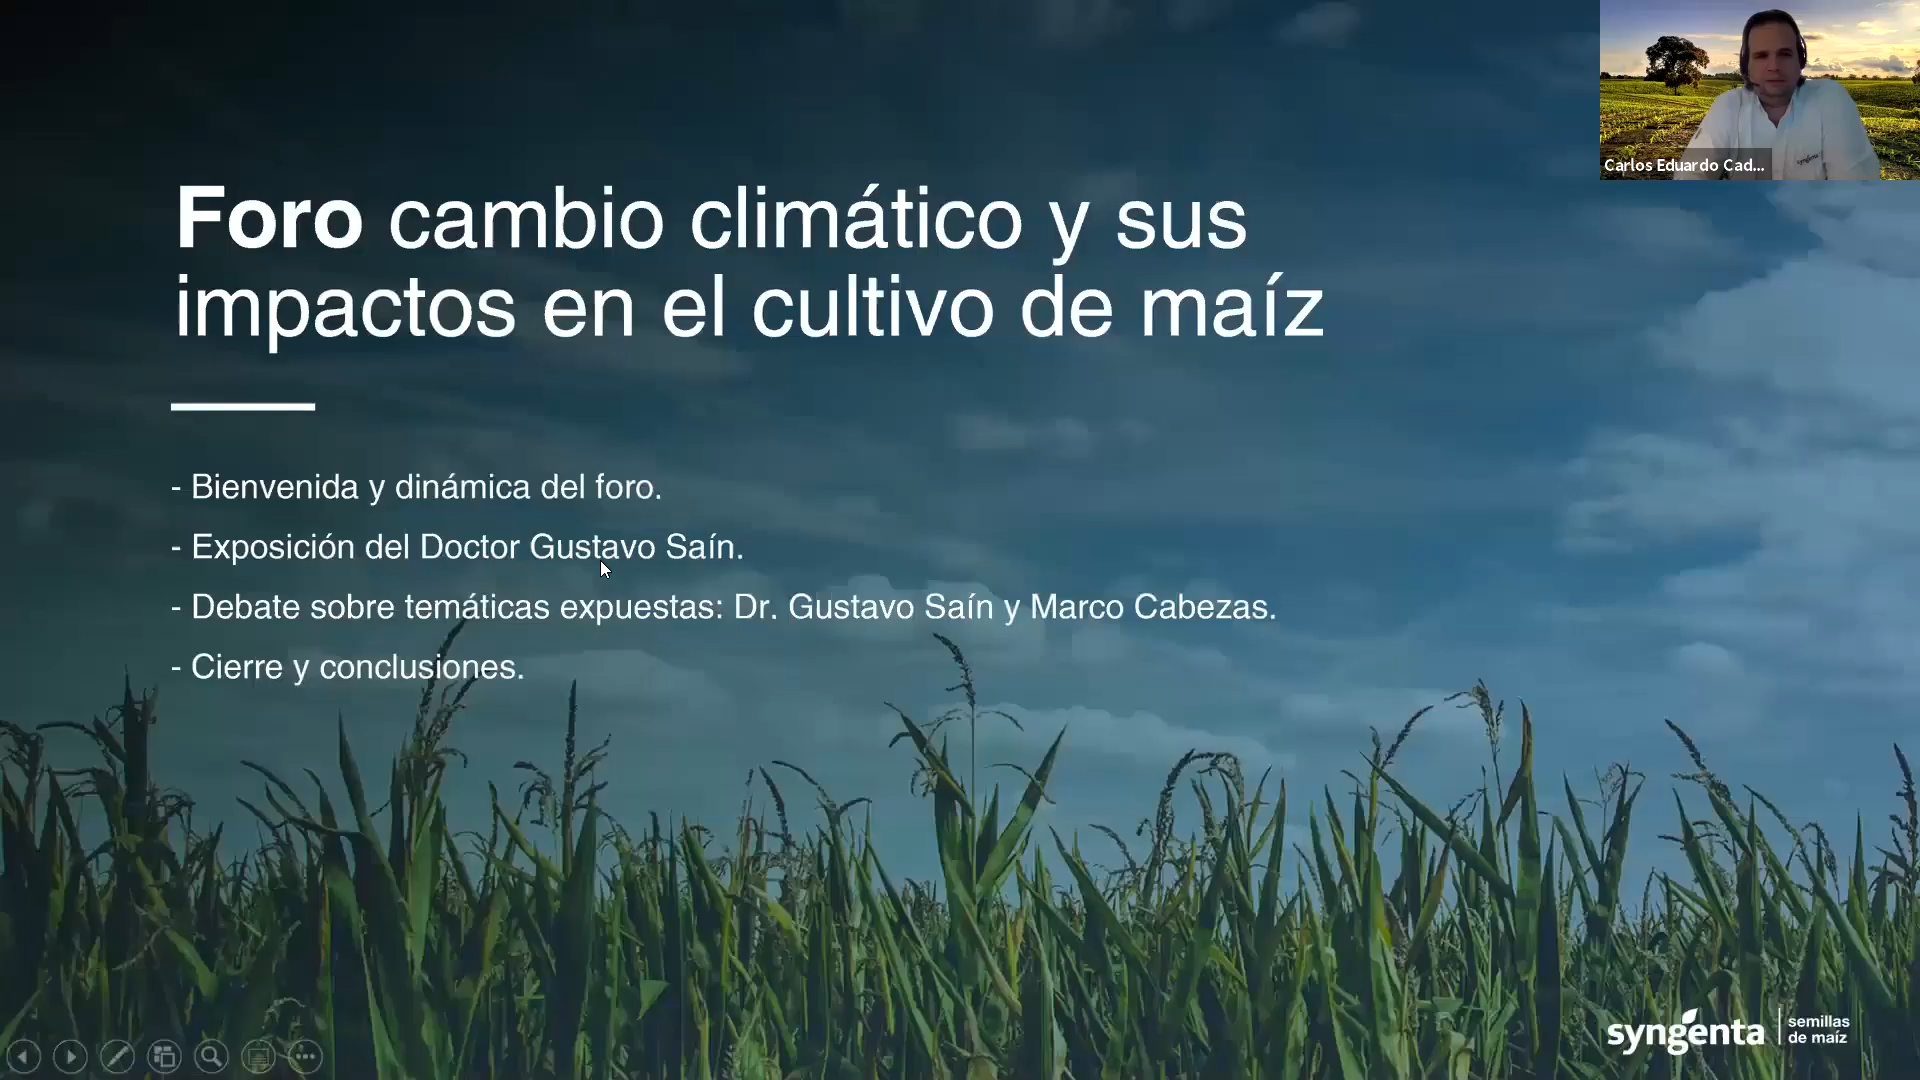 Carlos Eduardo Cad...
Foro cambio climático y sus
impactos en el cultivo de maíz
- Bienvenida y dinámica del foro.
- Exposición del Doctor Gustavo Saín.
- Debate sobre temáticas expuestas: Dr. Gustavo Saín y Marco Cabezas.
- Cierre y conclusiones.
syngenta
semillas
de maíz